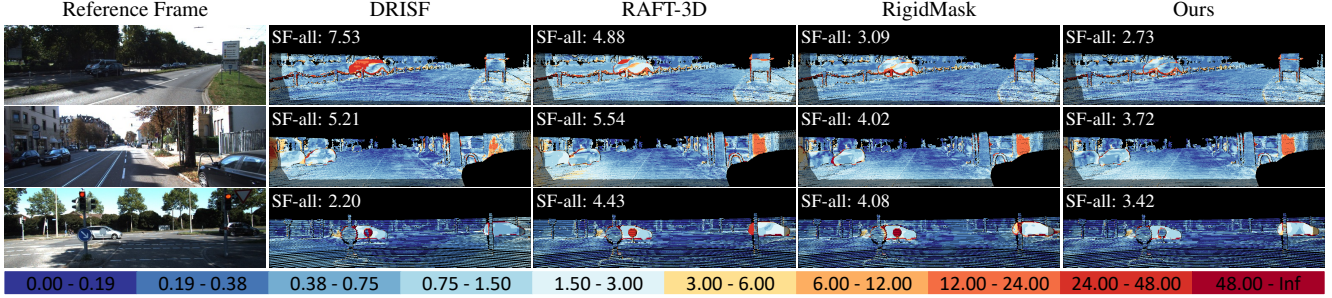 Reference Frame DRISF RAFT-3D RigidMask Ours
SF-all: 7.53 SF-all: 4.88 SF-all: 3.09 SF-all: 2.73
SF-all: 5.21 SF-all: 5.54 SF-all: 4.02 SF-all: 3.72
SF-all: 2.20 SF-all: 4.43 SF-all: 4.08 SF-all: 3.42
0.00 - 0.19 0.19 - 0.38 0.38 - 0.75 0.75 - 1.50 1.50 - 3.00 3.00 - 6.00 6.00 - 12.00 12.00 - 24.00 24.00 - 48.00 48.00 - Inf